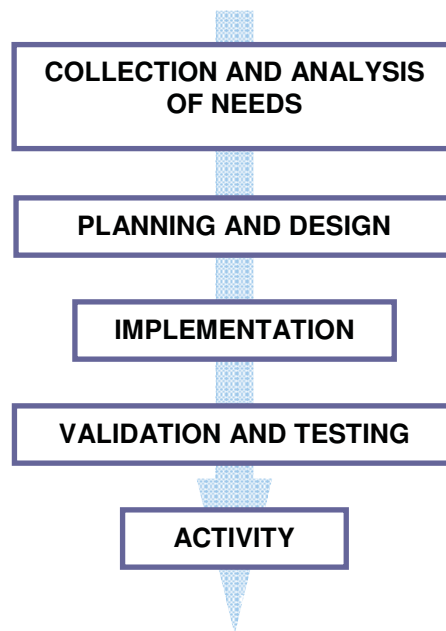 COLLECTION AND ANALYSIS
OF NEEDS
PLANNING AND DESIGN
IMPLEMENTATION
VALIDATION AND TESTING
ACTIVITY